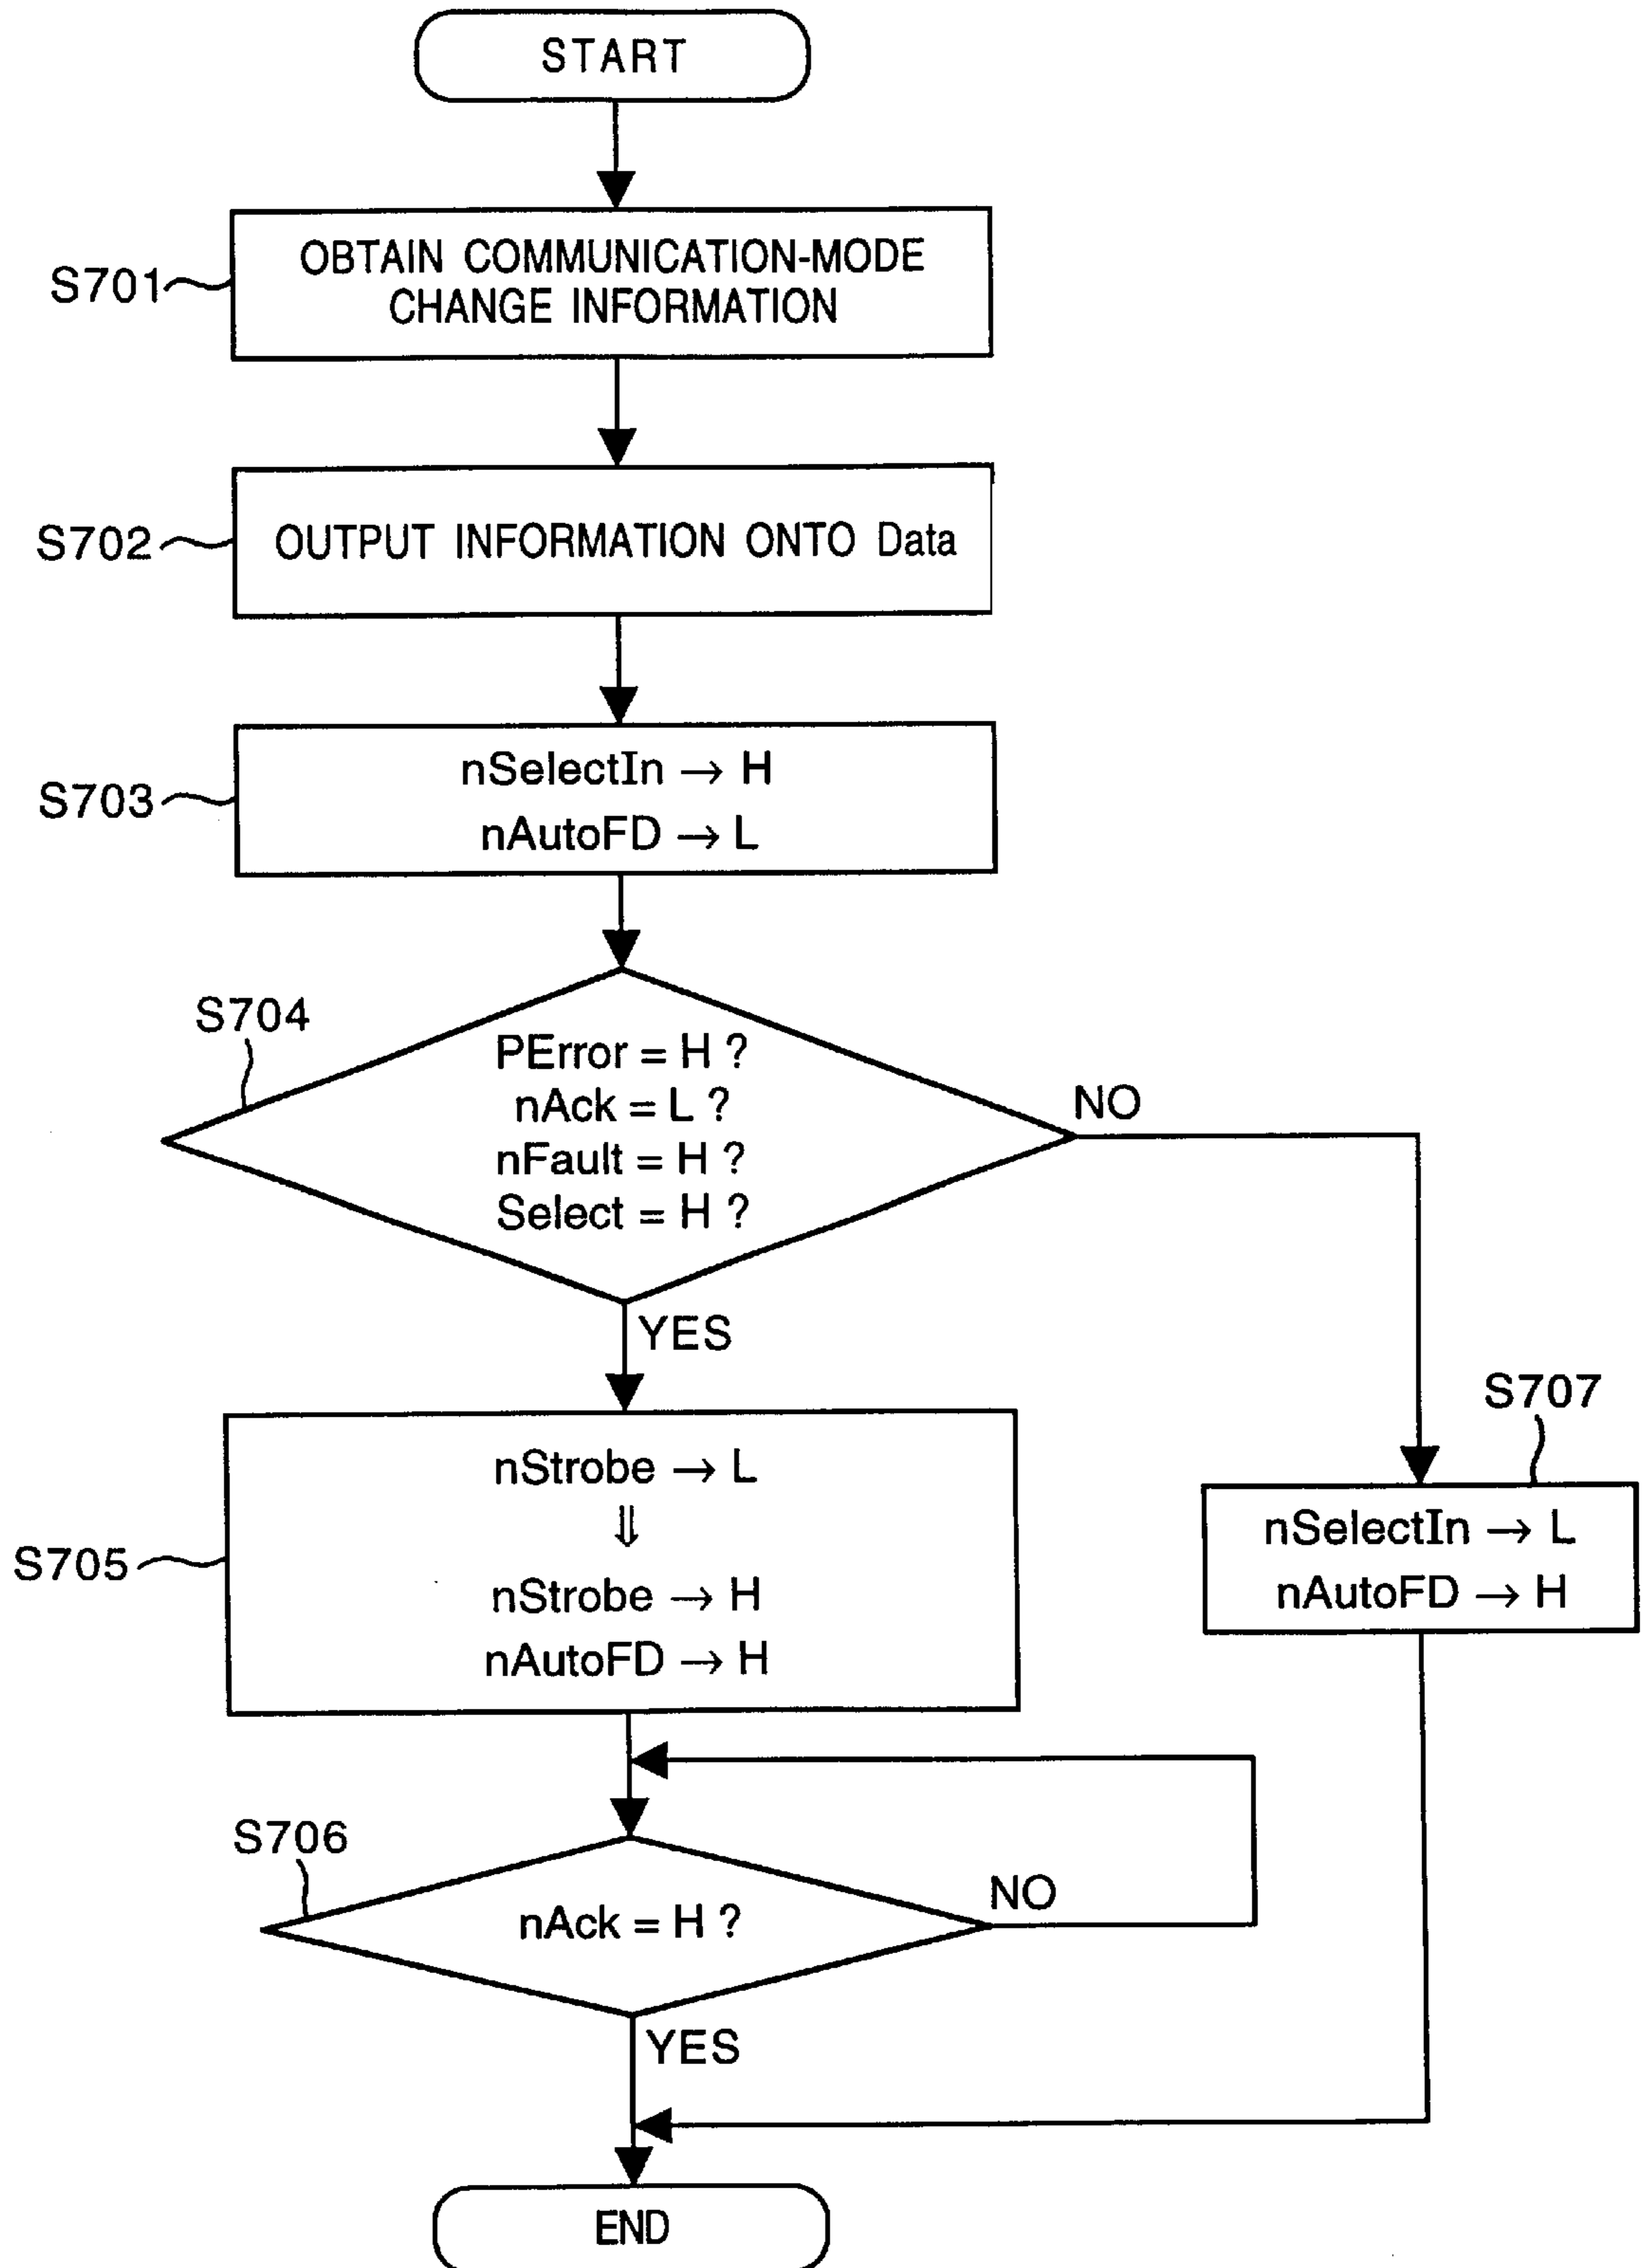 START
S701
OBTAIN COMMUNICATION-MODE
CHANGE INFORMATION
S702
OUTPUT INFORMATION ONTO Data
S703
nSelectIn → H
nAutoFD → L
S704
PError = H ?
nAck = L ?
nFault = H ?
Select = H ?
NO
YES
S705
nStrobe → L
⇓
nStrobe → H
nAutoFD → H
S707
nSelectIn → L
nAutoFD → H
S706
nAck = H ?
NO
YES
END